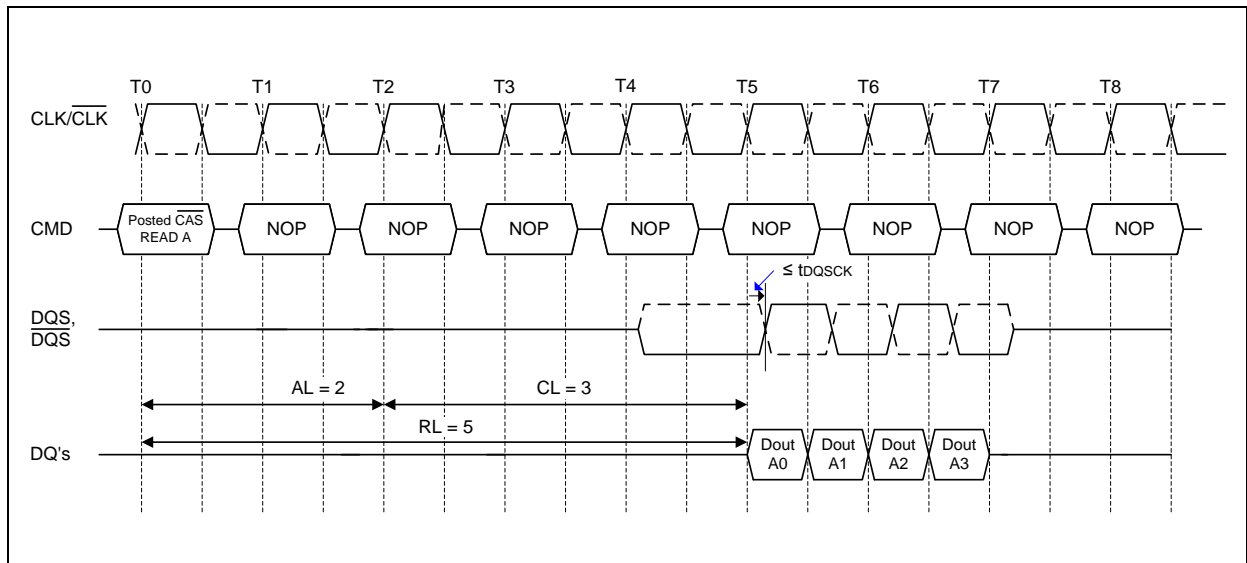 T0 T1 T2 T3 T4 T5 T6 T7 T8
CLK/CLK
CMD
Posted CAS
READ A
NOP NOP NOP NOP NOP NOP NOP NOP
≤ tDQSCK
DQS,
DQS
AL = 2 CL = 3
RL = 5
DQ's
Dout
A0
Dout
A1
Dout
A2
Dout
A3